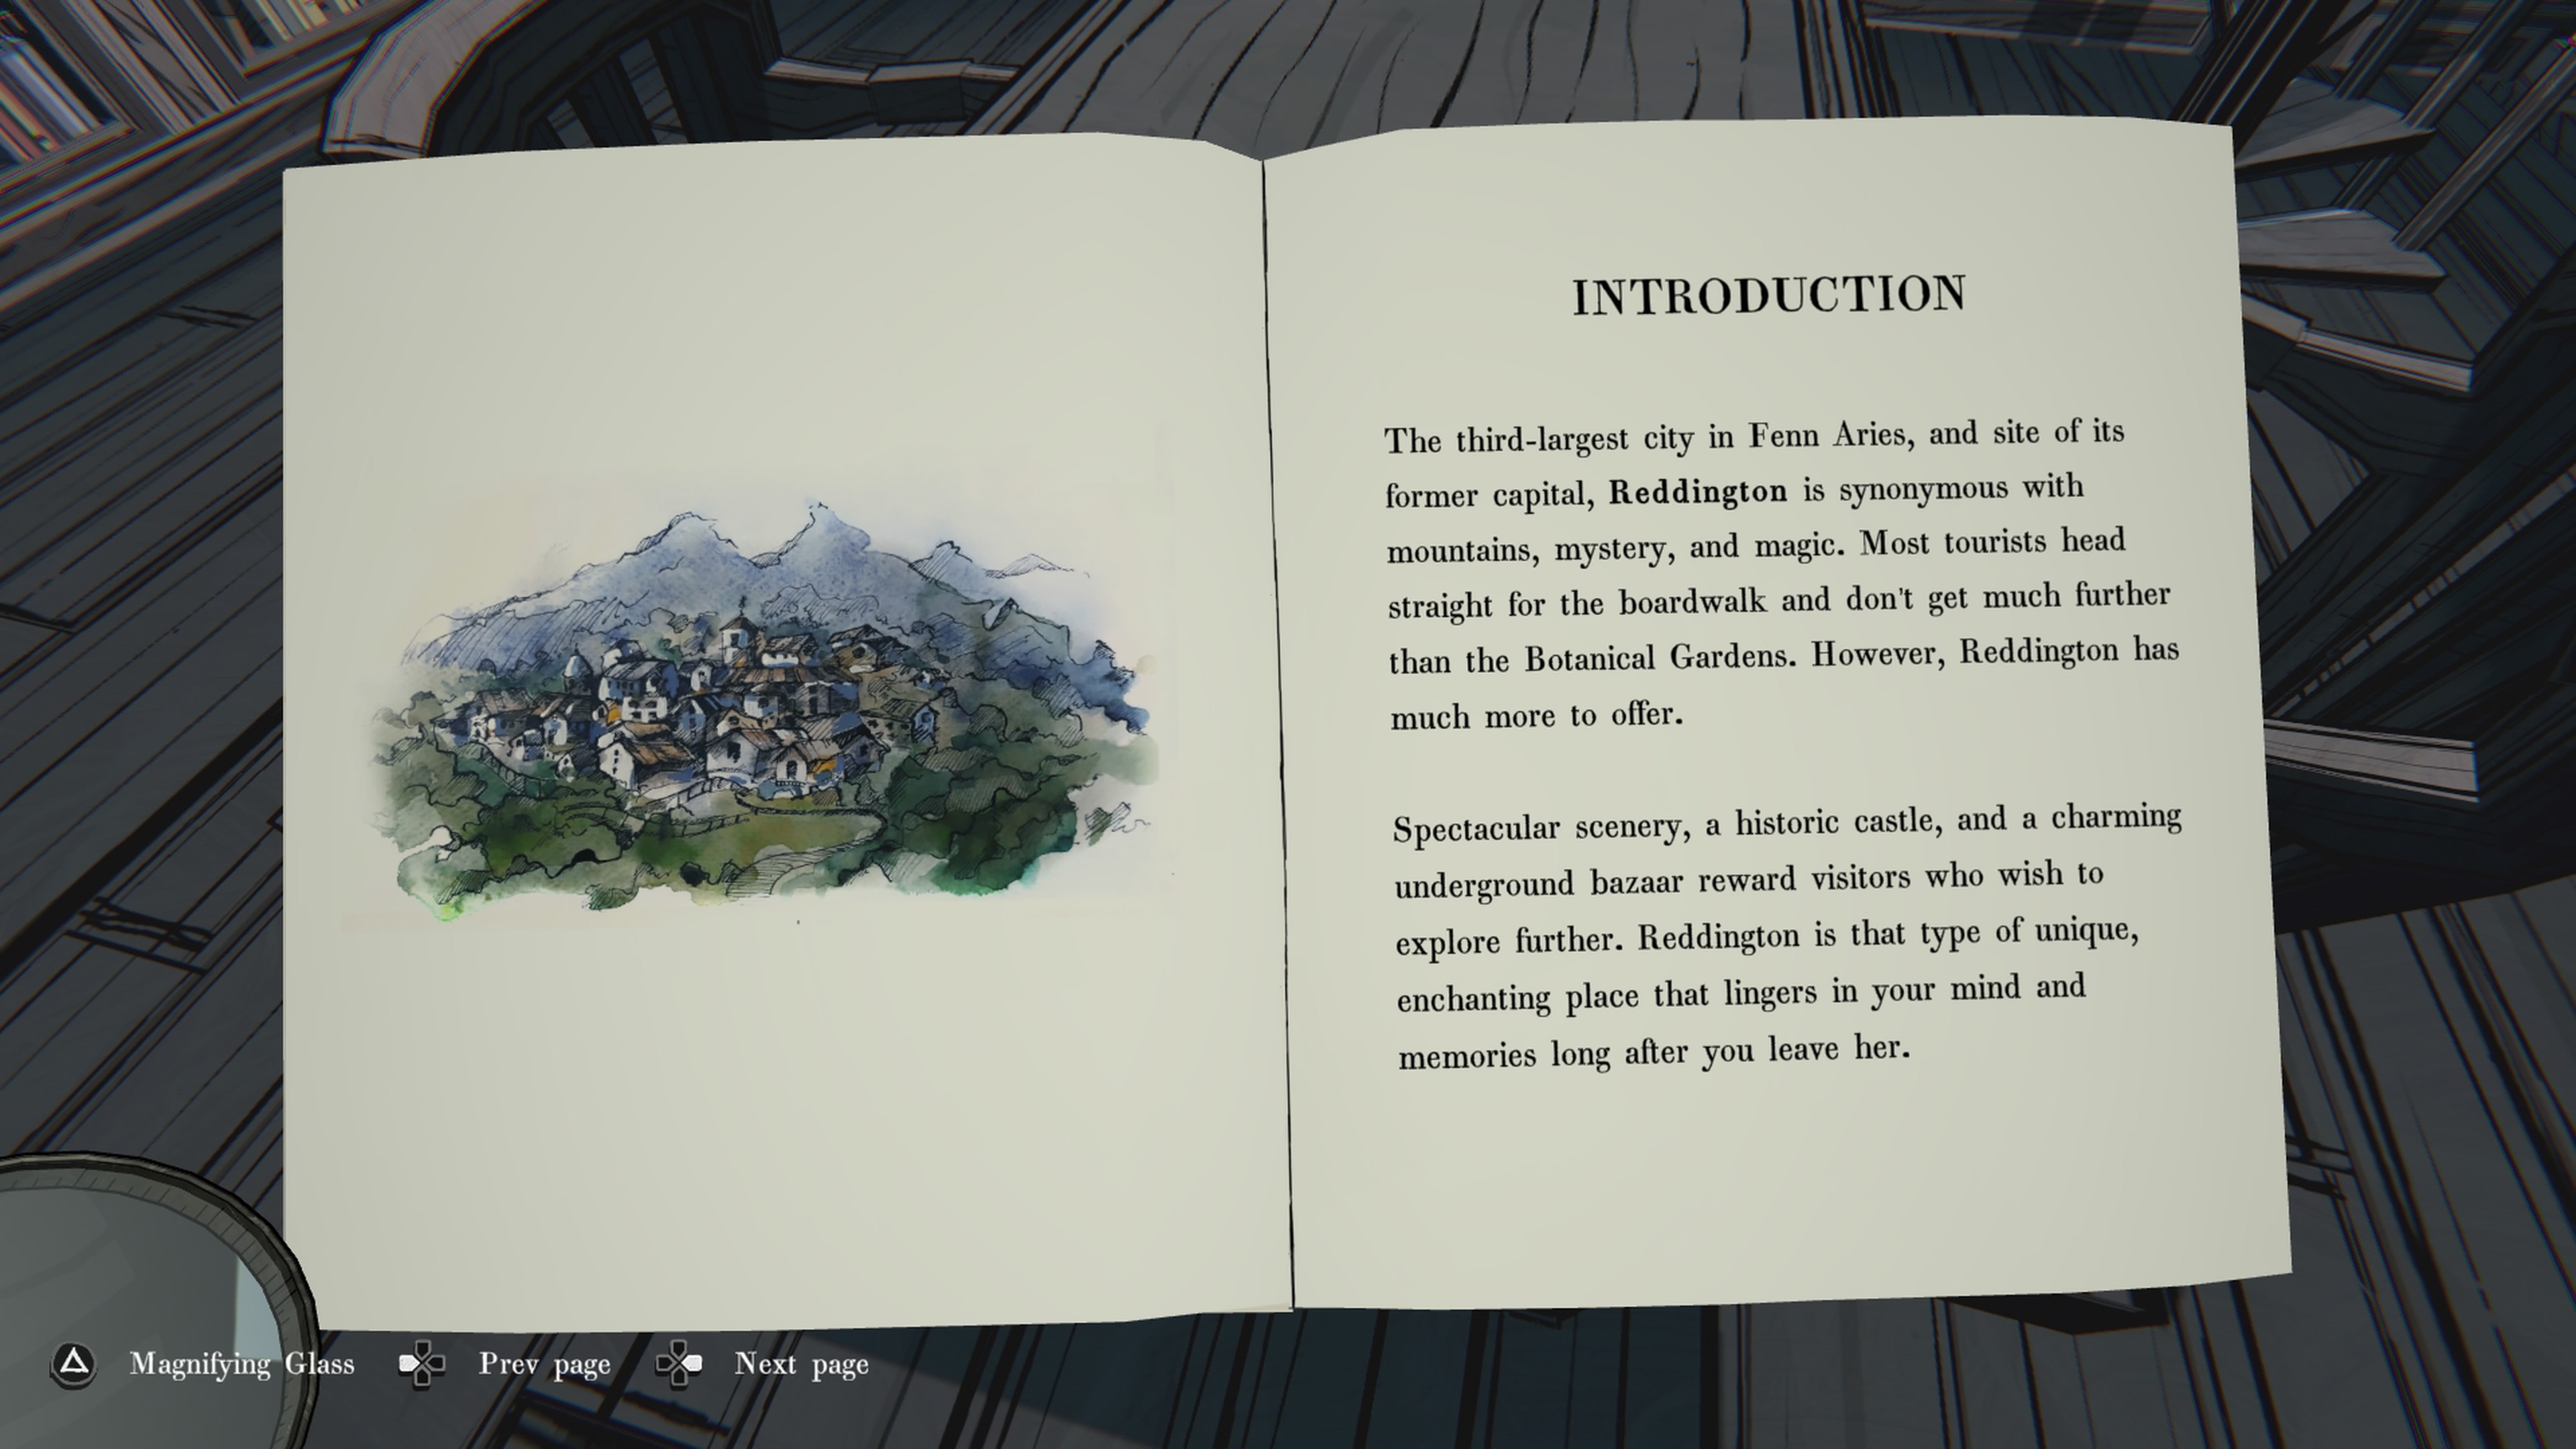 INTRODUCTION
The third-largest city in Fenn Aries, and site of its
former capital, Reddington is synonymous with
mountains, mystery, and magic. Most tourists head
straight for the boardwalk and don't get much further
than the Botanical Gardens. However, Reddington has
much more to offer.
Spectacular scenery, a historic castle, and a charming
underground bazaar reward visitors who wish to
explore further. Reddington is that type of unique,
enchanting place that lingers in your mind and
memories long after you leave her.
Magnifying Glass
Prev page
Next page